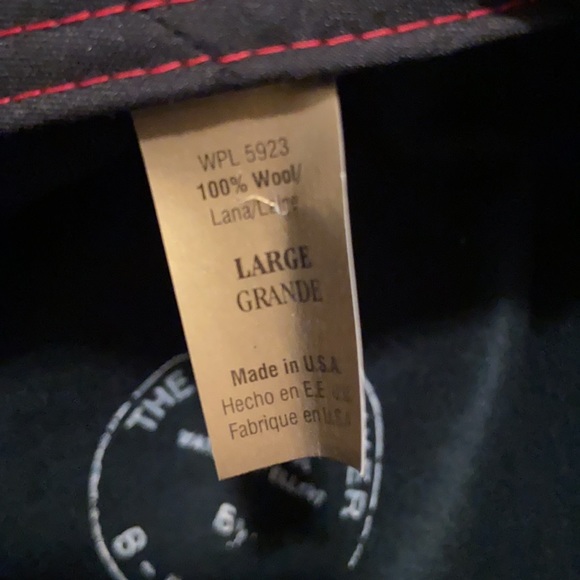 WPL 5923
100% Wool/
Lana/Laine
LARGE
GRANDE
Made in U.S.A.
Hecho en E.E.
Fabrique en U.S.A
THE